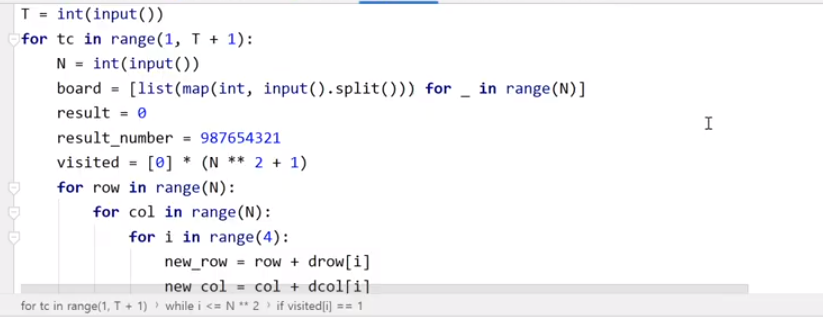 T = int(input())
for tc in range(1, T + 1):
    N = int(input())
    board = [list(map(int, input().split())) for _ in range(N)]
    result = 0
    result_number = 987654321
    visited = [0] * (N ** 2 + 1)
    for row in range(N):
        for col in range(N):
            for i in range(4):
                new_row = row + drow[i]
                new_col = col + dcol[i]
for tc in range(1, T + 1) › while i <= N ** 2 › if visited[i] == 1